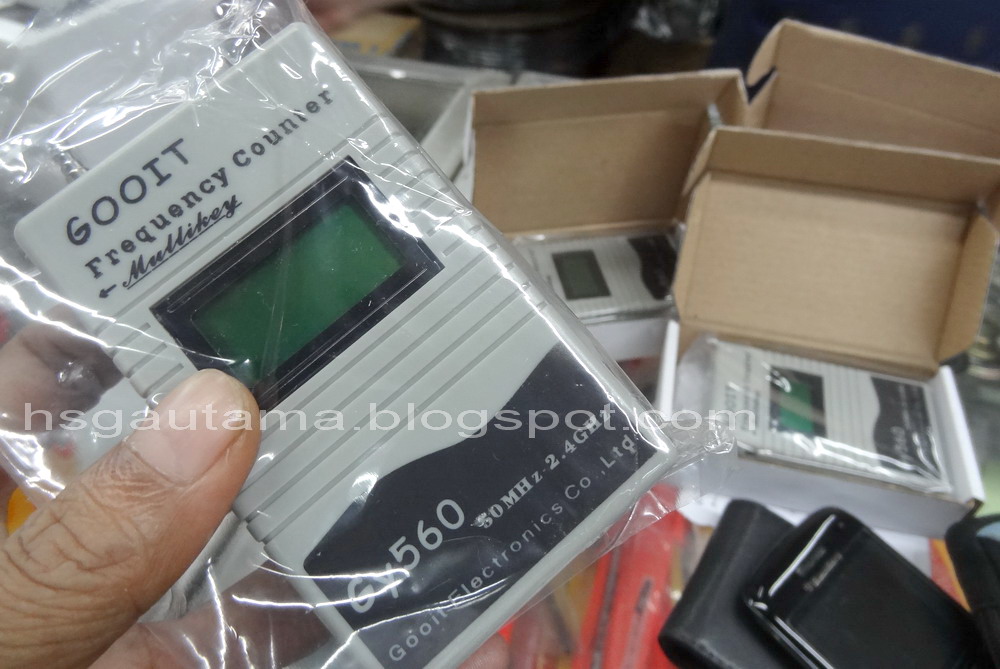 GOOIT
Frequency Counter
← Multikey
hsgautama.blogspot.com
Gy560
50MHz-2.4GHz
Gooit Electronics Co.,Ltd